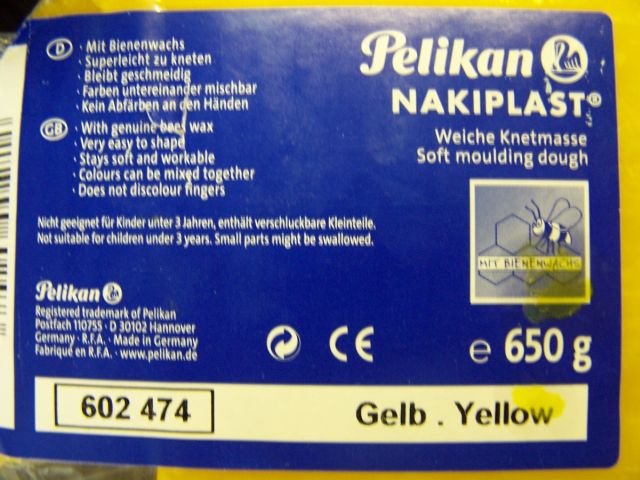 D
· Mit Bienenwachs
· Superleicht zu kneten
· Bleibt geschmeidig
· Farben untereinander mischbar
· Kein Abfärben an den Händen
GB
· With genuine bees wax
· Very easy to shape
· Stays soft and workable
· Colours can be mixed together
· Does not discolour fingers
Pelikan
NAKIPLAST®
Weiche Knetmasse
Soft moulding dough
MIT BIENENWACHS
Nicht geeignet für Kinder unter 3 Jahren, enthält verschluckbare Kleinteile.
Not suitable for children under 3 years. Small parts might be swallowed.
Pelikan
Registered trademark of Pelikan
Postfach 110755 · D 30102 Hannover
Germany · R.F.A. · Made in Germany
Fabriqué en R.F.A. · www.pelikan.de
CE
e 650 g
602 474
Gelb . Yellow